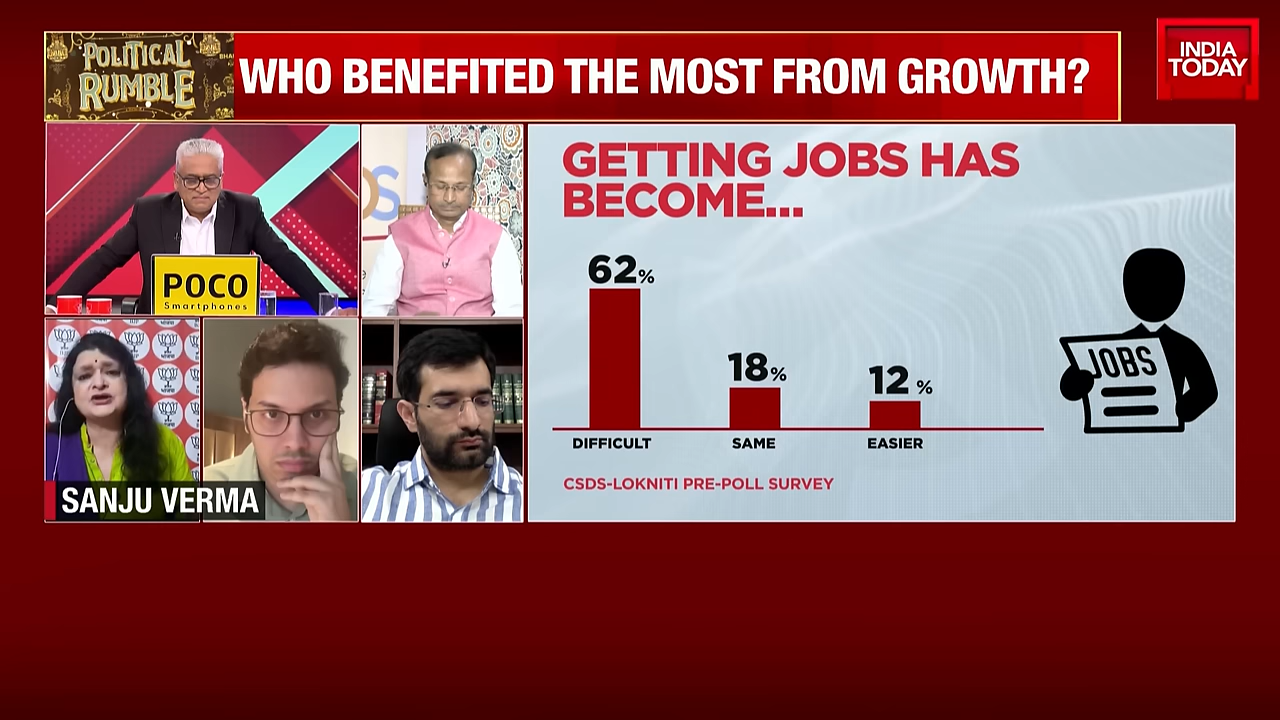 POLITICAL
RUMBLE
WHO BENEFITED THE MOST FROM GROWTH?
INDIA
TODAY
GETTING JOBS HAS
BECOME...
62%
18%
12 %
DIFFICULT
SAME
EASIER
JOBS
CSDS-LOKNITI PRE-POLL SURVEY
POCO
Smartphones
SANJU VERMA